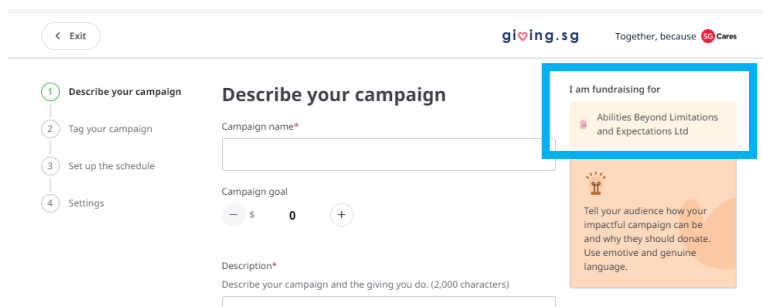 Exit
giving.sg
Together, because SG Cares
1 Describe your campaign
2 Tag your campaign
3 Set up the schedule
4 Settings
Describe your campaign
Campaign name*
Campaign goal
− $ 0 +
Description*
Describe your campaign and the giving you do. (2,000 characters)
I am fundraising for
Abilities Beyond Limitations
and Expectations Ltd
Tell your audience how your
impactful campaign can be
and why they should donate.
Use emotive and genuine
language.